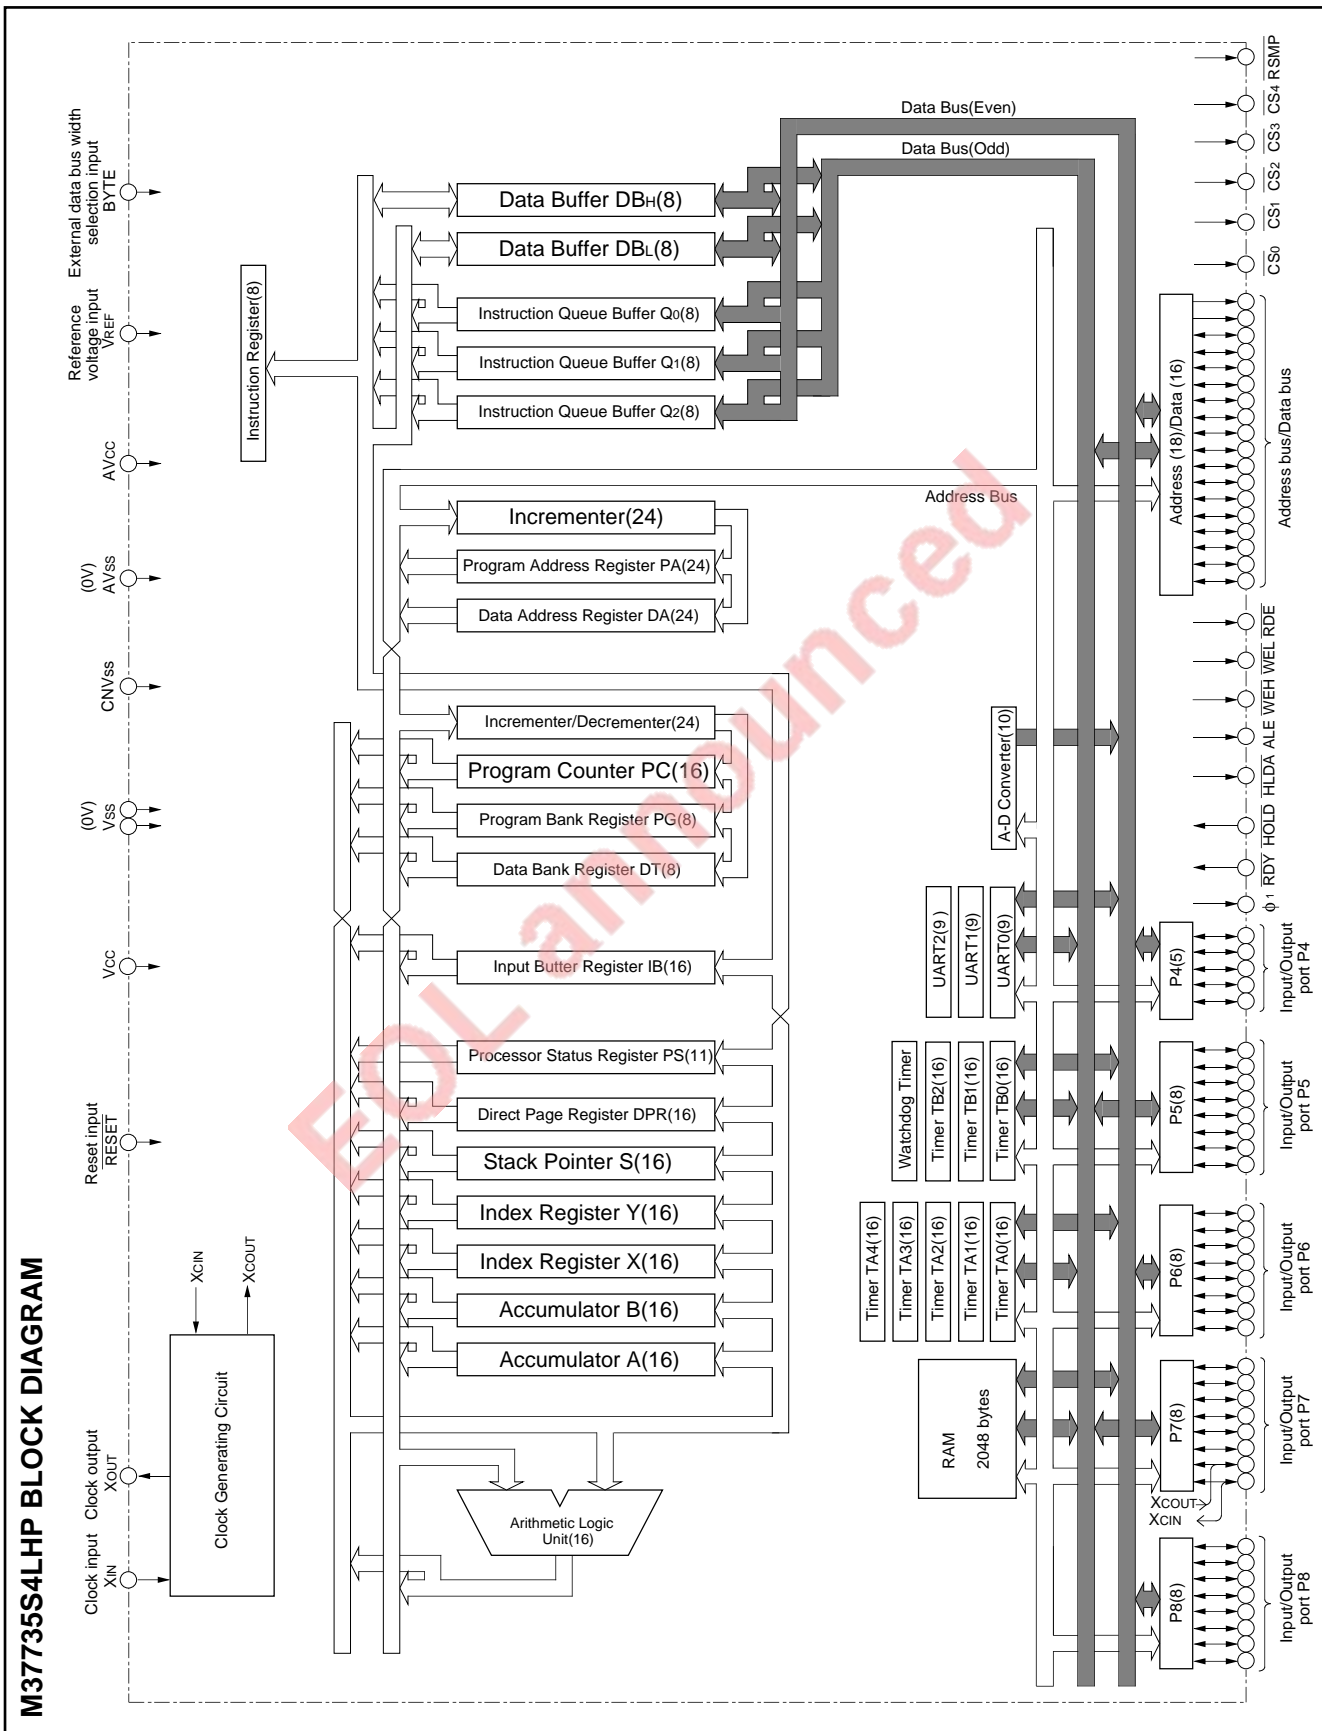 M37735S4LHP BLOCK DIAGRAM
External data bus width
selection input
BYTE
Reference
voltage input
VREF
AVCC
(0V)
AVSS
CNVSS
(0V)
VSS
VCC
Reset input
RESET
Clock output
XOUT
Clock input
XIN
XCIN
XCOUT
Clock Generating Circuit
Instruction Register(8)
Data Buffer DBH(8)
Data Buffer DBL(8)
Instruction Queue Buffer Q0(8)
Instruction Queue Buffer Q1(8)
Instruction Queue Buffer Q2(8)
Incrementer(24)
Program Address Register PA(24)
Data Address Register DA(24)
Incrementer/Decrementer(24)
Program Counter PC(16)
Program Bank Register PG(8)
Data Bank Register DT(8)
Input Butter Register IB(16)
Processor Status Register PS(11)
Direct Page Register DPR(16)
Stack Pointer S(16)
Index Register Y(16)
Index Register X(16)
Accumulator B(16)
Accumulator A(16)
Arithmetic Logic
Unit(16)
Data Bus(Even)
Data Bus(Odd)
Address Bus
A-D Converter(10)
UART2(9)
UART1(9)
UART0(9)
Watchdog Timer
Timer TB2(16)
Timer TB1(16)
Timer TB0(16)
Timer TA4(16)
Timer TA3(16)
Timer TA2(16)
Timer TA1(16)
Timer TA0(16)
RAM
2048 bytes
Address (18)/Data (16)
P4(5)
P5(8)
P6(8)
P7(8)
XCOUT
XCIN
P8(8)
RSMP
CS4
CS3
CS2
CS1
CS0
Address bus/Data bus
RDE
WEL
WEH
ALE
HLDA
HOLD
RDY
ϕ1
Input/Output
port P4
Input/Output
port P5
Input/Output
port P6
Input/Output
port P7
Input/Output
port P8
EOL announced